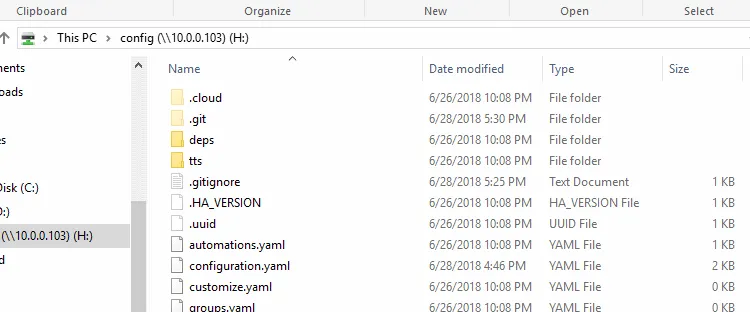 Clipboard Organize New Open Select
This PC config (\\10.0.0.103) (H:)
ments Name Date modified Type Size
.cloud 6/26/2018 10:08 PM File folder
oads
.git 6/28/2018 5:30 PM File folder
es deps 6/26/2018 10:08 PM File folder
tts 6/26/2018 10:08 PM File folder
Disk (C:) .gitignore 6/28/2018 5:25 PM Text Document 1 KB
):) .HA_VERSION 6/26/2018 10:08 PM HA_VERSION File 1 KB
(\\10.0.0.103) (H:) .uuid 6/26/2018 10:08 PM UUID File 1 KB
automations.yaml 6/26/2018 10:08 PM YAML File 1 KB
d configuration.yaml 6/28/2018 4:46 PM YAML File 2 KB
customize.yaml 6/26/2018 10:08 PM YAML File 0 KB
groups.yaml 6/26/2018 10:08 PM YAML File 0 KB